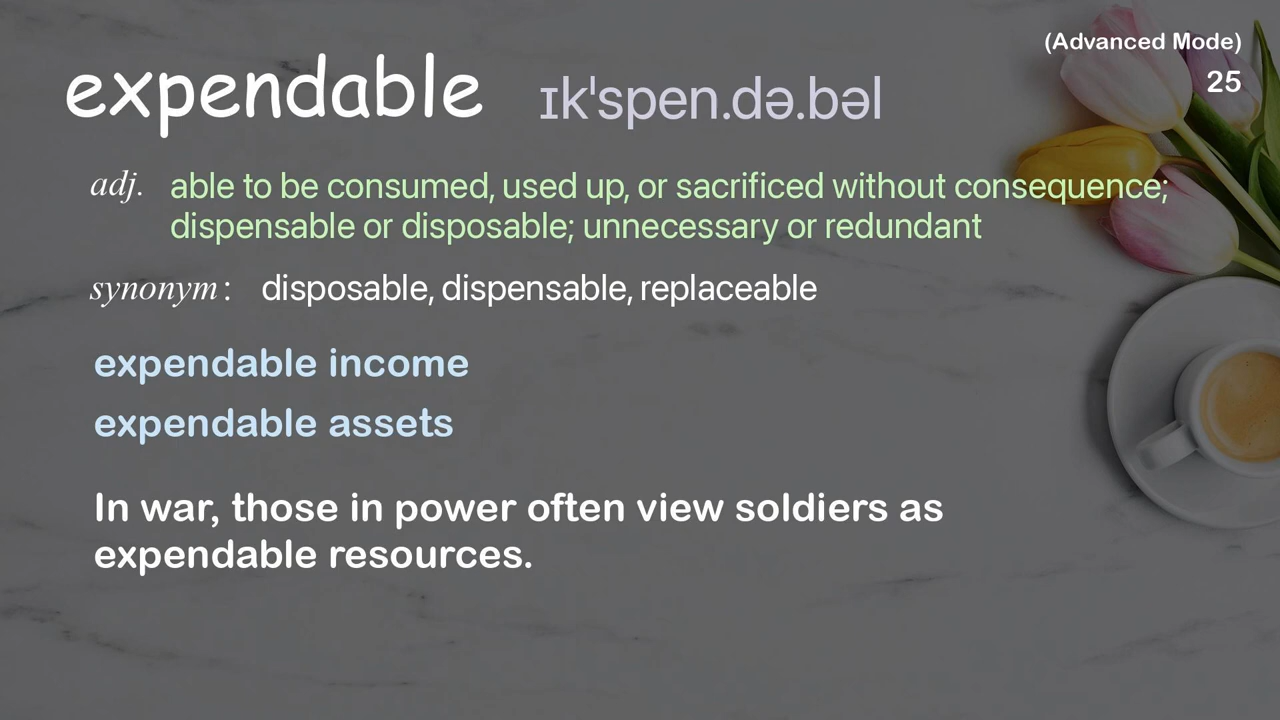 (Advanced Mode)
25
expendable ɪkˈspen.də.bəl
adj. able to be consumed, used up, or sacrificed without consequence;
dispensable or disposable; unnecessary or redundant
synonym: disposable, dispensable, replaceable
expendable income
expendable assets
In war, those in power often view soldiers as
expendable resources.